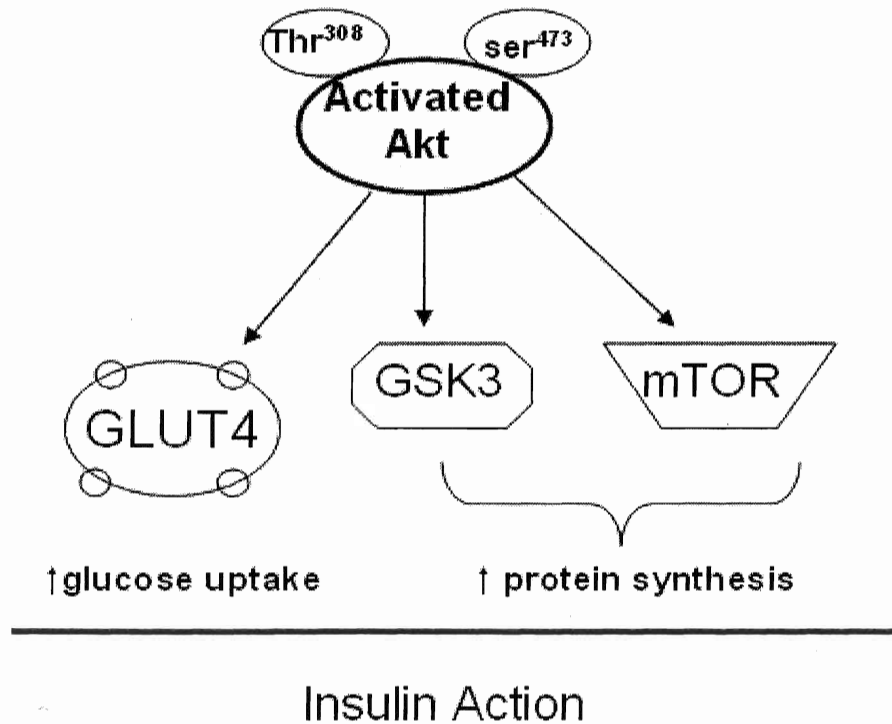 Thr³⁰⁸ ser⁴⁷³
Activated
Akt
GLUT4 GSK3 mTOR
↑glucose uptake ↑ protein synthesis
Insulin Action